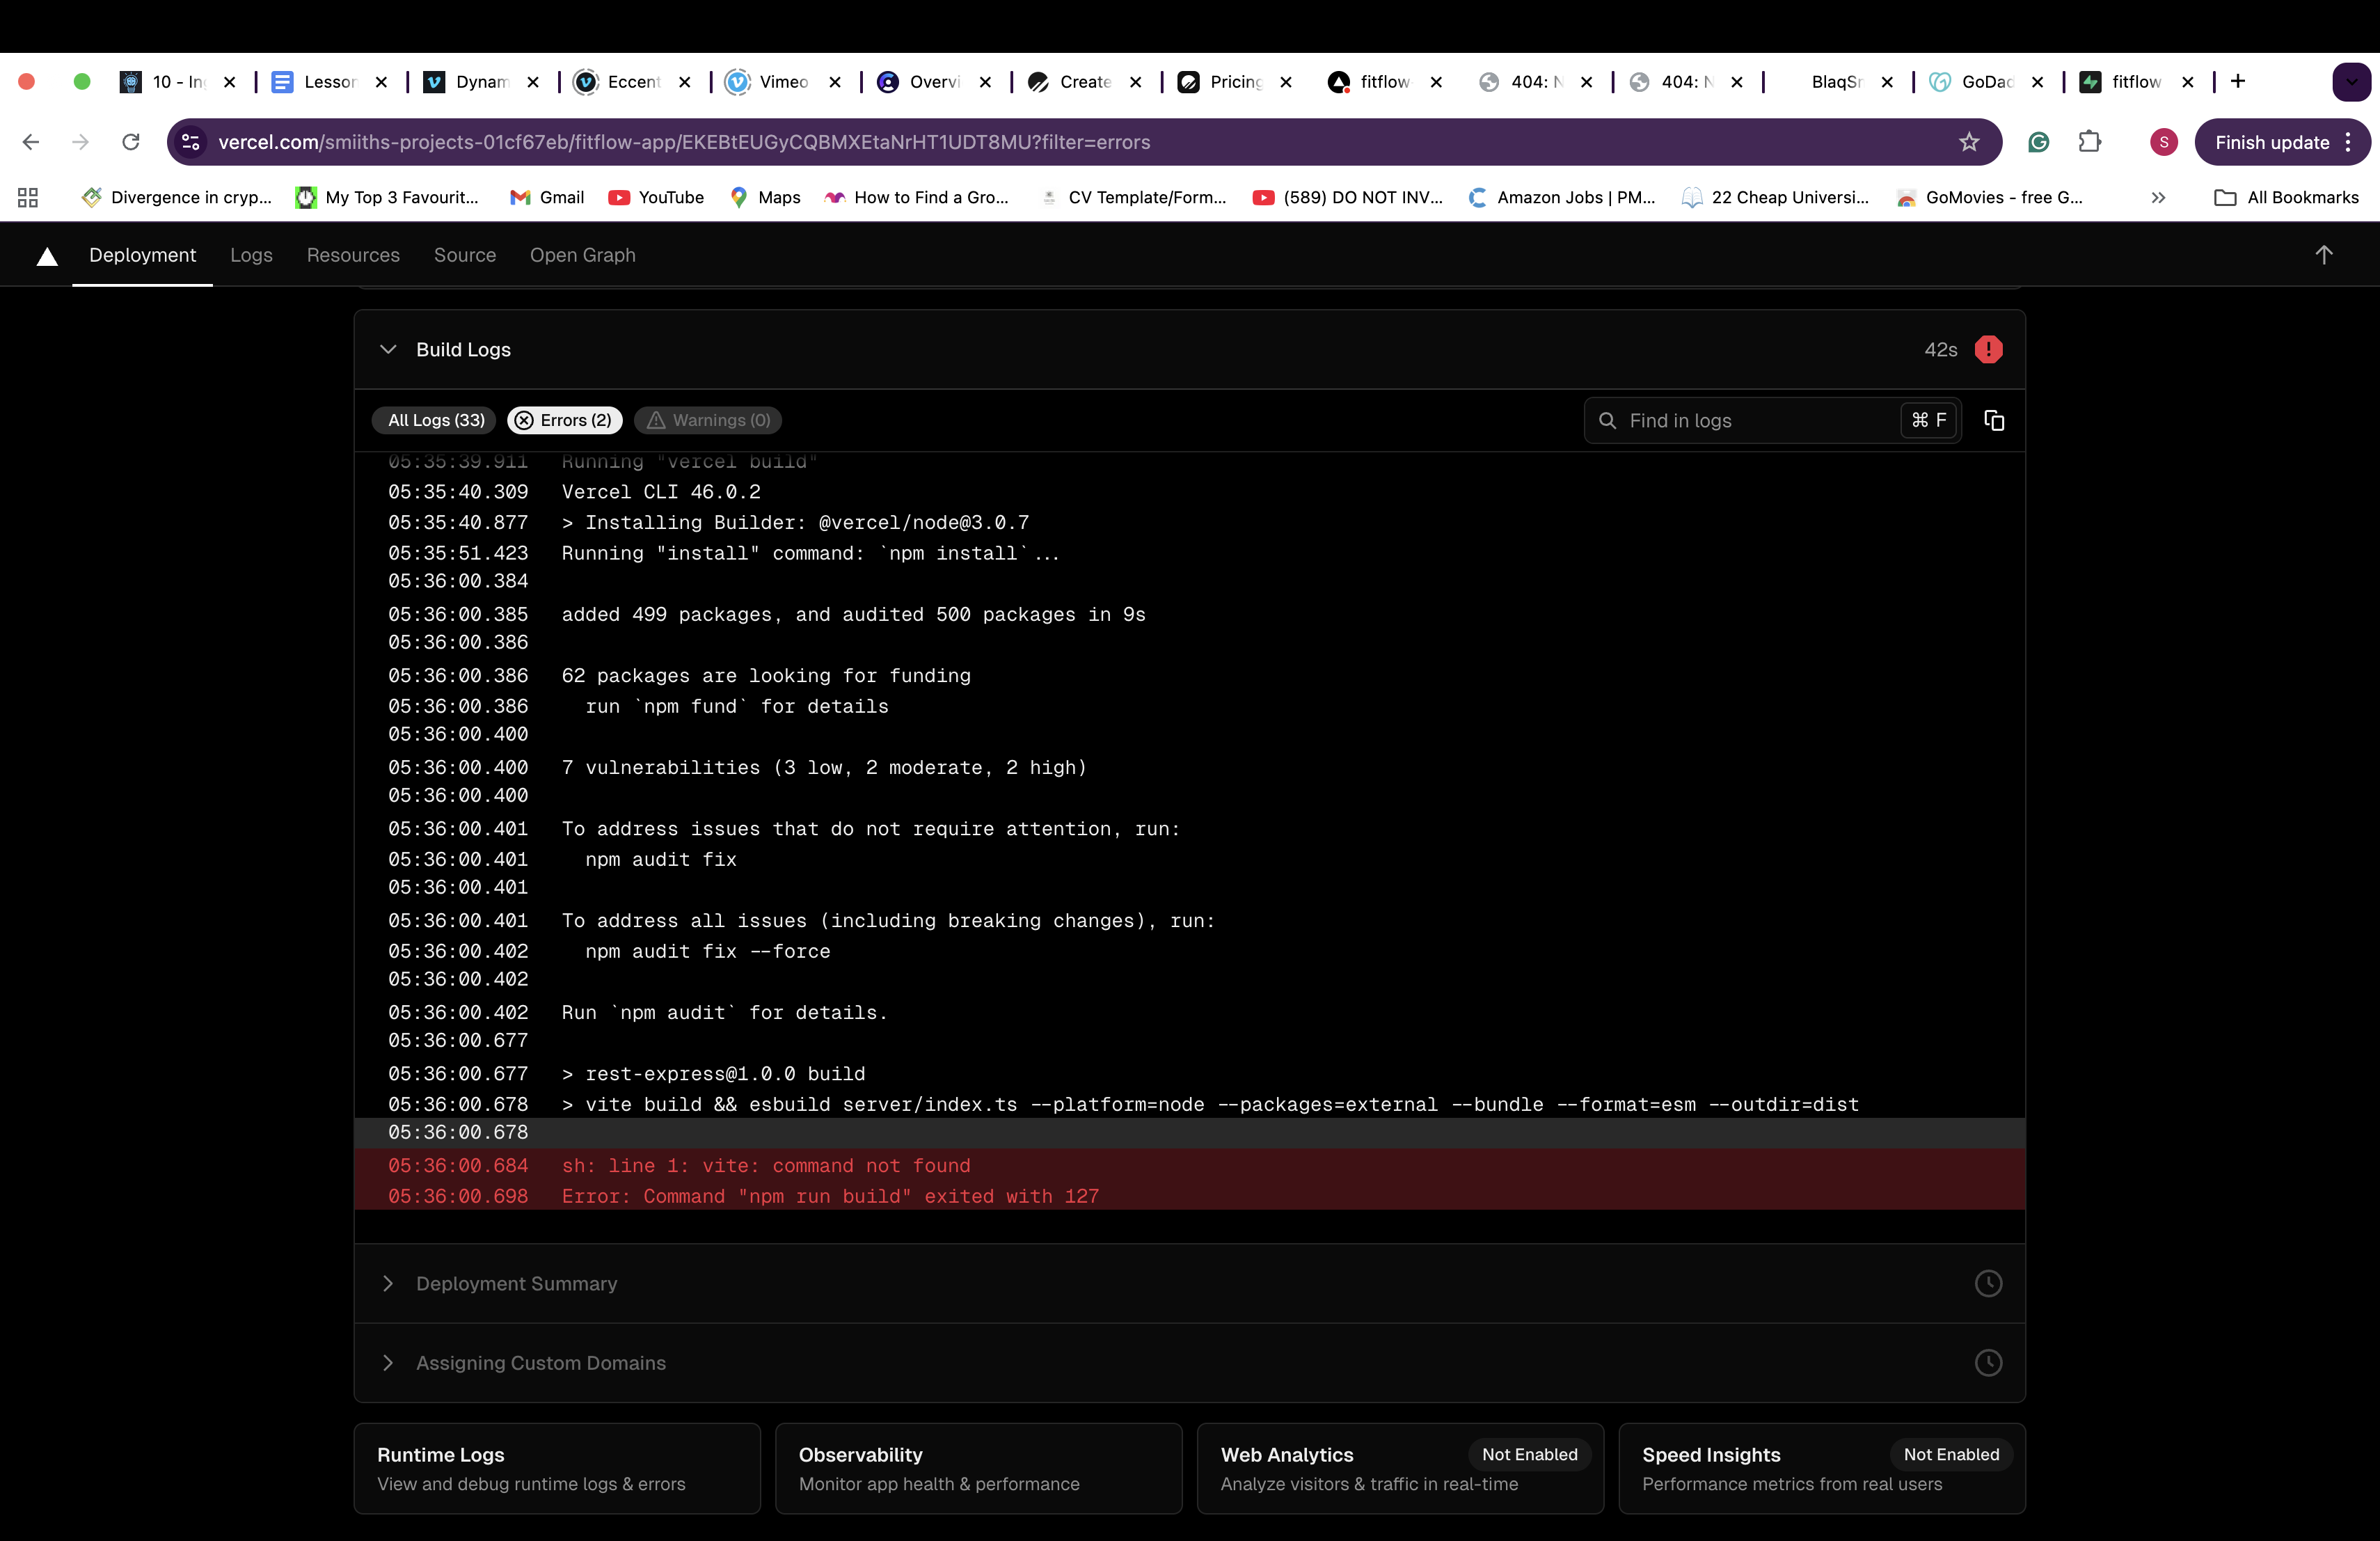 10 - In
Lesson
Dynam
Eccent
Vimeo
Overvi
Create
Pricing
fitflow
404: N
404: N
BlaqSr
GoDad
fitflow
vercel.com/smiiths-projects-01cf67eb/fitflow-app/EKEBtEUGyCQBMXEtaNrHT1UDT8MU?filter=errors
S
Finish update
Divergence in cryp...
My Top 3 Favourit...
Gmail
YouTube
Maps
How to Find a Gro...
CV Template/Form...
(589) DO NOT INV...
Amazon Jobs | PM...
22 Cheap Universi...
GoMovies - free G...
All Bookmarks
Deployment Logs Resources Source Open Graph
Build Logs 42s
All Logs (33) Errors (2) Warnings (0) Find in logs ⌘ F
05:35:39.911 Running "vercel build"
05:35:40.309 Vercel CLI 46.0.2
05:35:40.877 > Installing Builder: @vercel/node@3.0.7
05:35:51.423 Running "install" command: `npm install`...
05:36:00.384
05:36:00.385 added 499 packages, and audited 500 packages in 9s
05:36:00.386
05:36:00.386 62 packages are looking for funding
05:36:00.386 run `npm fund` for details
05:36:00.400
05:36:00.400 7 vulnerabilities (3 low, 2 moderate, 2 high)
05:36:00.400
05:36:00.401 To address issues that do not require attention, run:
05:36:00.401 npm audit fix
05:36:00.401
05:36:00.401 To address all issues (including breaking changes), run:
05:36:00.402 npm audit fix --force
05:36:00.402
05:36:00.402 Run `npm audit` for details.
05:36:00.677
05:36:00.677 > rest-express@1.0.0 build
05:36:00.678 > vite build && esbuild server/index.ts --platform=node --packages=external --bundle --format=esm --outdir=dist
05:36:00.678
05:36:00.684 sh: line 1: vite: command not found
05:36:00.698 Error: Command "npm run build" exited with 127
Deployment Summary
Assigning Custom Domains
Runtime Logs
View and debug runtime logs & errors
Observability
Monitor app health & performance
Web Analytics Not Enabled
Analyze visitors & traffic in real-time
Speed Insights Not Enabled
Performance metrics from real users